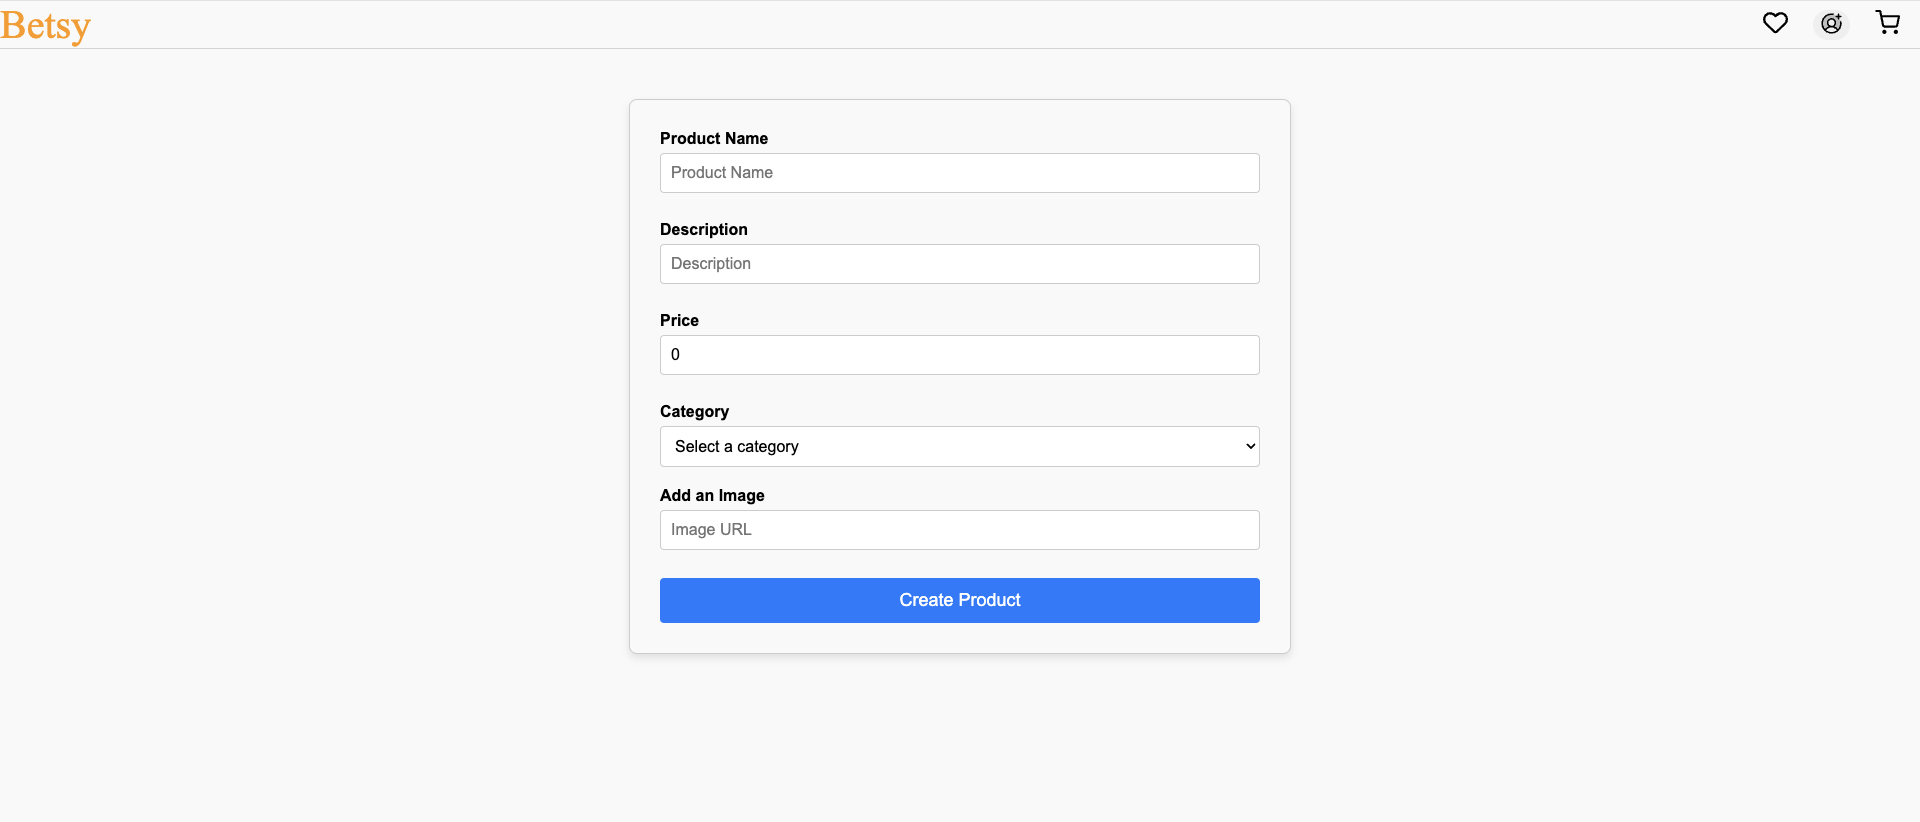 Betsy
Product Name
Product Name
Description
Description
Price
0
Category
Select a category
Add an Image
Image URL
Create Product